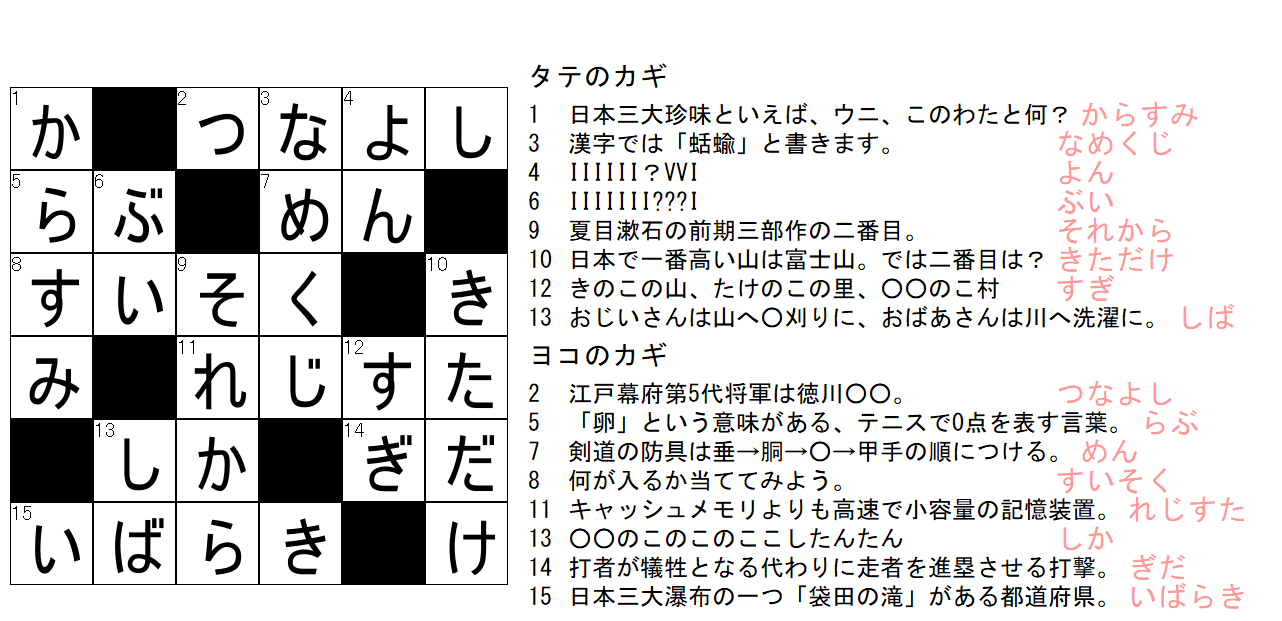 1 か 2 つ 3 な 4 よ し
5 ら 6 ぶ 7 め ん
8 す い 9 そ く 10 き
み 11 れ じ 12 す た
13 し か 14 ぎ だ
15 い ば ら き け
タテのカギ
1 日本三大珍味といえば、ウニ、このわたと何？ からすみ
3 漢字では「蛞蝓」と書きます。 なめくじ
4 IIIIII？VVI よん
6 IIIIIII???I ぶい
9 夏目漱石の前期三部作の二番目。 それから
10 日本で一番高い山は富士山。では二番目は？ きただけ
12 きのこの山、たけのこの里、〇〇のこ村 すぎ
13 おじいさんは山へ〇刈りに、おばあさんは川へ洗濯に。 しば
ヨコのカギ
2 江戸幕府第5代将軍は徳川〇〇。 つなよし
5 「卵」という意味がある、テニスで0点を表す言葉。 らぶ
7 剣道の防具は垂→胴→〇→甲手の順につける。 めん
8 何が入るか当ててみよう。 すいそく
11 キャッシュメモリよりも高速で小容量の記憶装置。 れじすた
13 〇〇のこのこのここしたんたん しか
14 打者が犠牲となる代わりに走者を進塁させる打撃。 ぎだ
15 日本三大瀑布の一つ「袋田の滝」がある都道府県。 いばらき